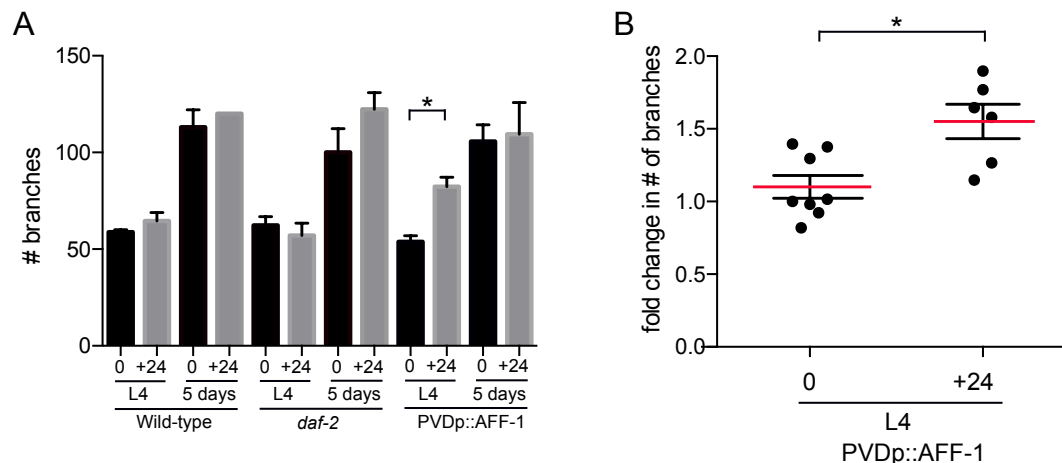 A
# branches
150
100
50
0
*
0 +24 0 +24 0 +24 0 +24 0 +24 0 +24
L4 5 days L4 5 days L4 5 days
Wild-type daf-2 PVDp::AFF-1
B
fold change in # of branches
2.0
1.5
1.0
0.5
0.0
*
0 +24
L4
PVDp::AFF-1